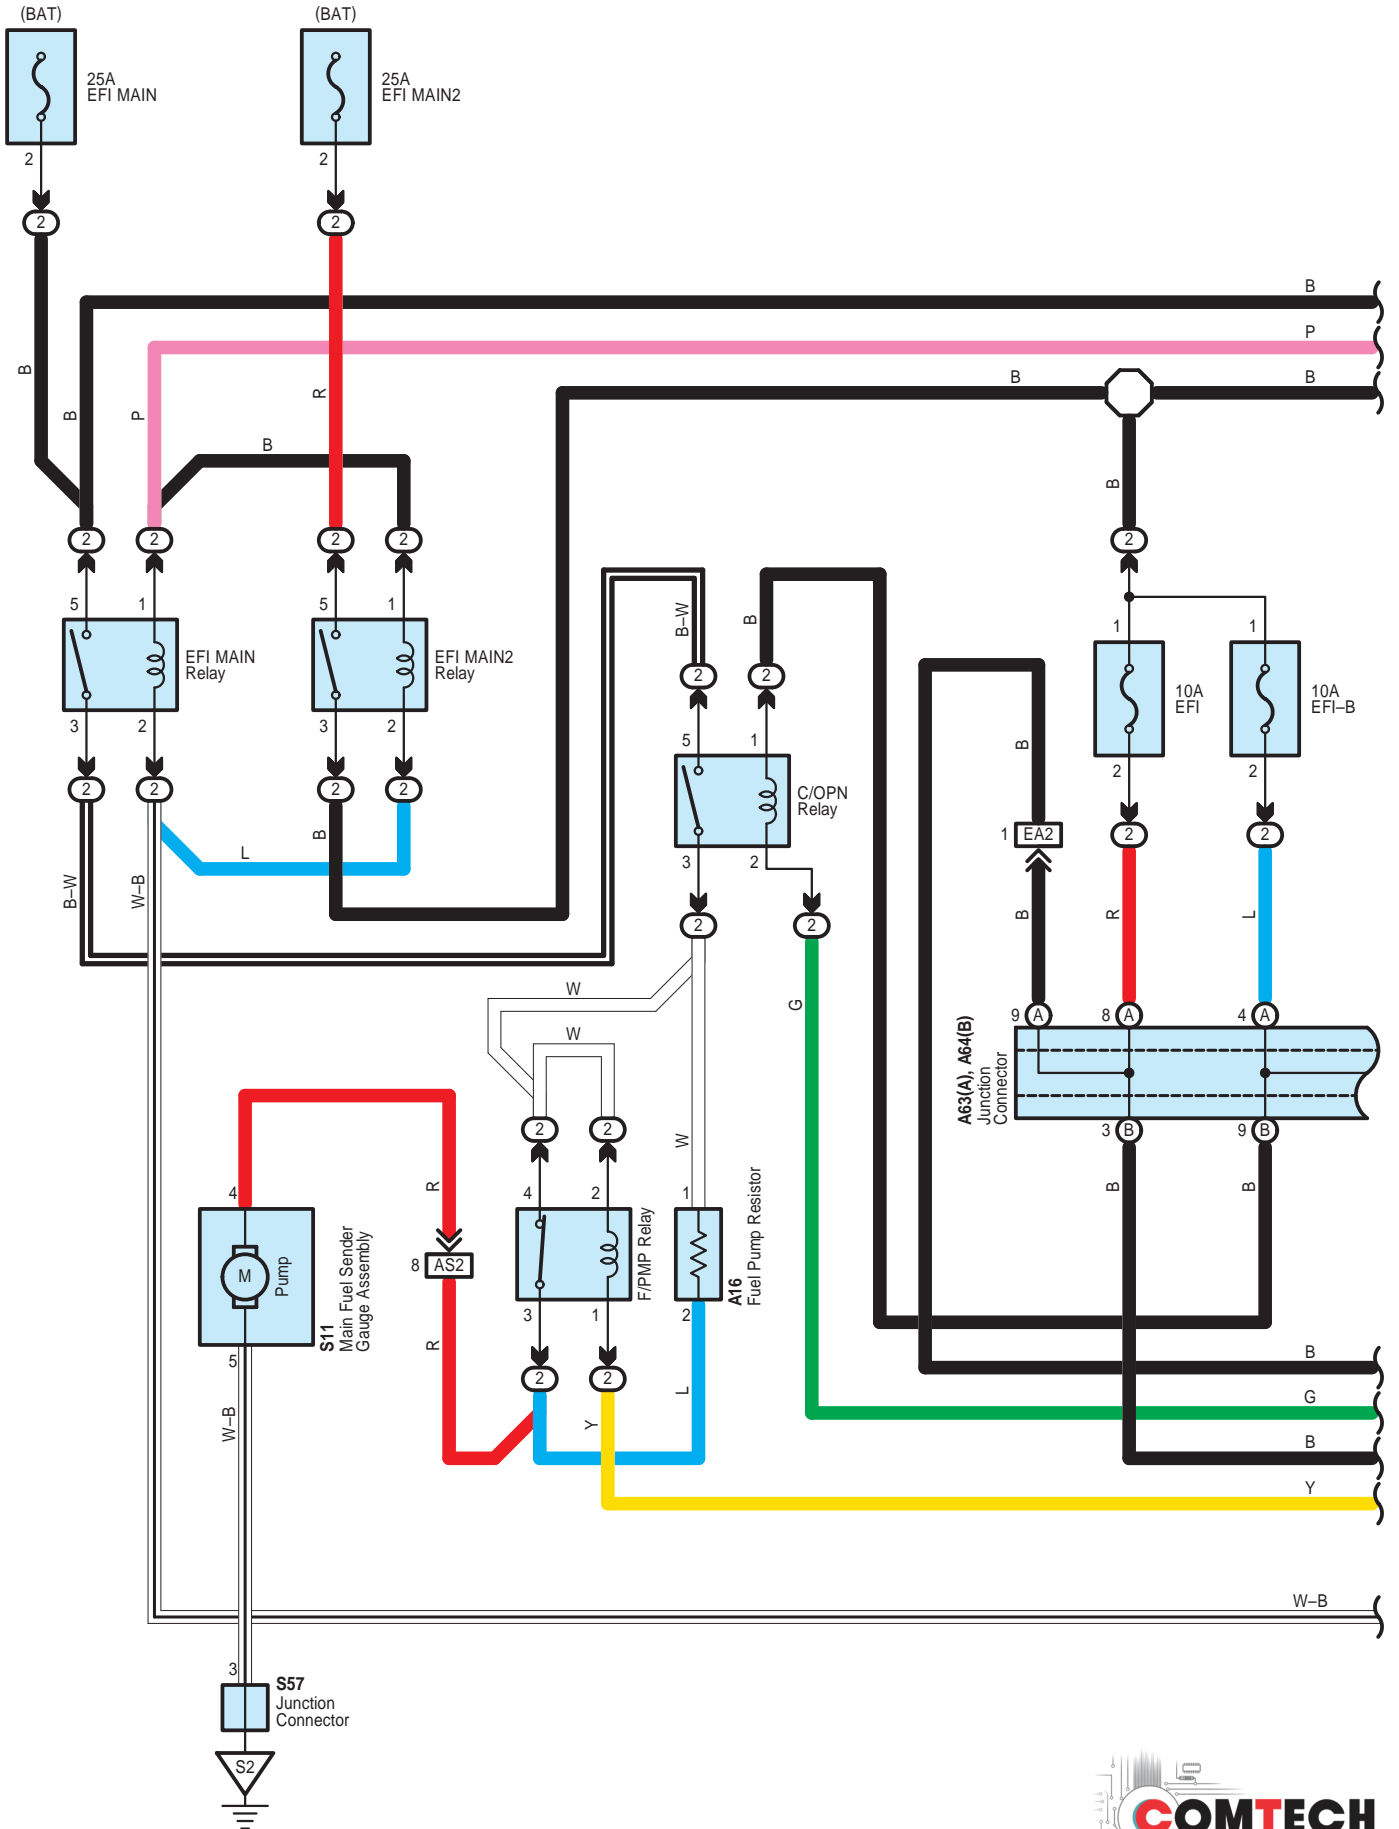 (BAT)
(BAT)
25A
EFI MAIN
25A
EFI MAIN2
2
2
2
2
B
P
B
B
B
B
P
R
B
B
2
2
2
2
2
5
1
5
1
B–W
B
1
1
EFI MAIN
Relay
EFI MAIN2
Relay
2
2
10A
EFI
10A
EFI–B
3
2
3
2
5
1
B
2
2
2
2
2
2
C/OPN
Relay
B
L
1
EA2
2
2
3
2
B–W
W–B
2
2
B
R
L
W
G
9
A
8
A
4
A
W
A63(A), A64(B)
Junction
Connector
2
2
W
3
B
9
B
R
4
4
2
1
B
B
M
Pump
S11
Main Fuel Sender
Gauge Assembly
8
AS2
F/PMP Relay
A16
Fuel Pump Resistor
3
1
2
R
5
2
2
L
B
W–B
Y
G
B
Y
W–B
3
S57
Junction
Connector
S2
COMTECH